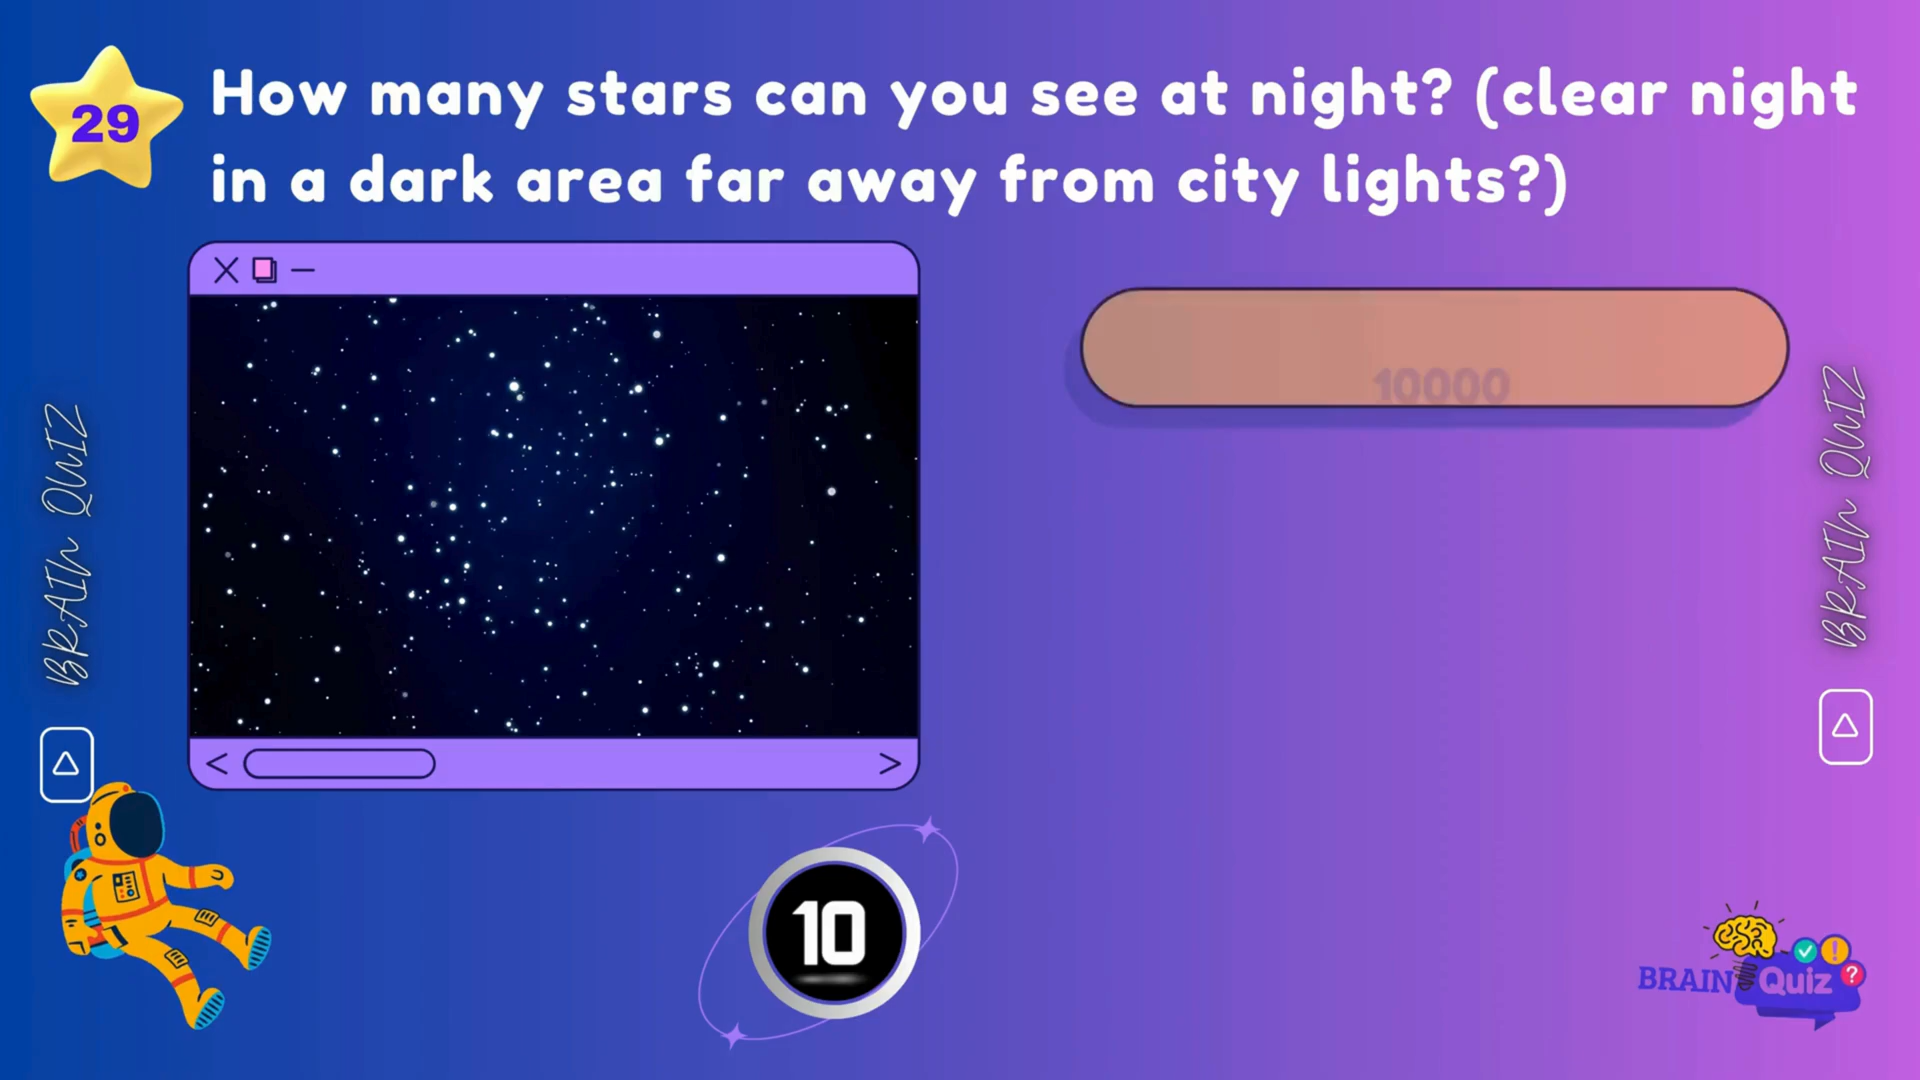 29
How many stars can you see at night? (clear night
in a dark area far away from city lights?)
10000
BRAIN QUIZ
BRAIN QUIZ
10
BRAIN Quiz